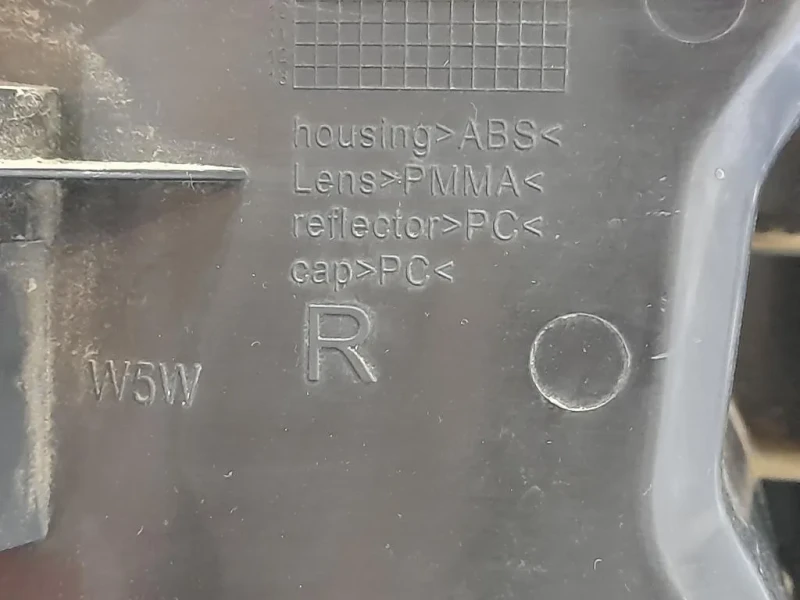 housing>ABS<
Lens>PMMA<
reflector>PC<
cap>PC<
R
W5W